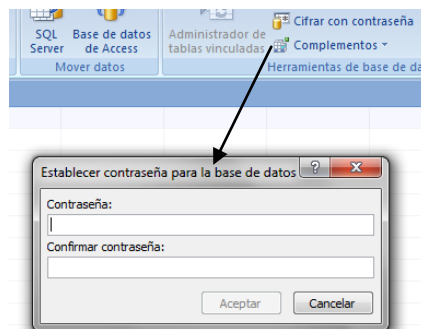 Cifrar con contraseña
SQL Server
Base de datos de Access
Administrador de tablas vinculadas
Complementos
Mover datos
Herramientas de base de da
Establecer contraseña para la base de datos
?
X
Contraseña:
Confirmar contraseña:
Aceptar
Cancelar